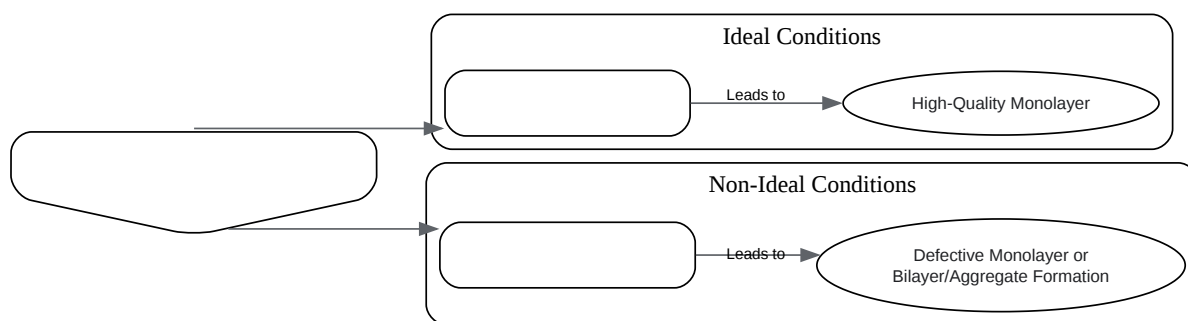 Ideal Conditions
Leads to
High-Quality Monolayer
Non-Ideal Conditions
Leads to
Defective Monolayer or
Bilayer/Aggregate Formation